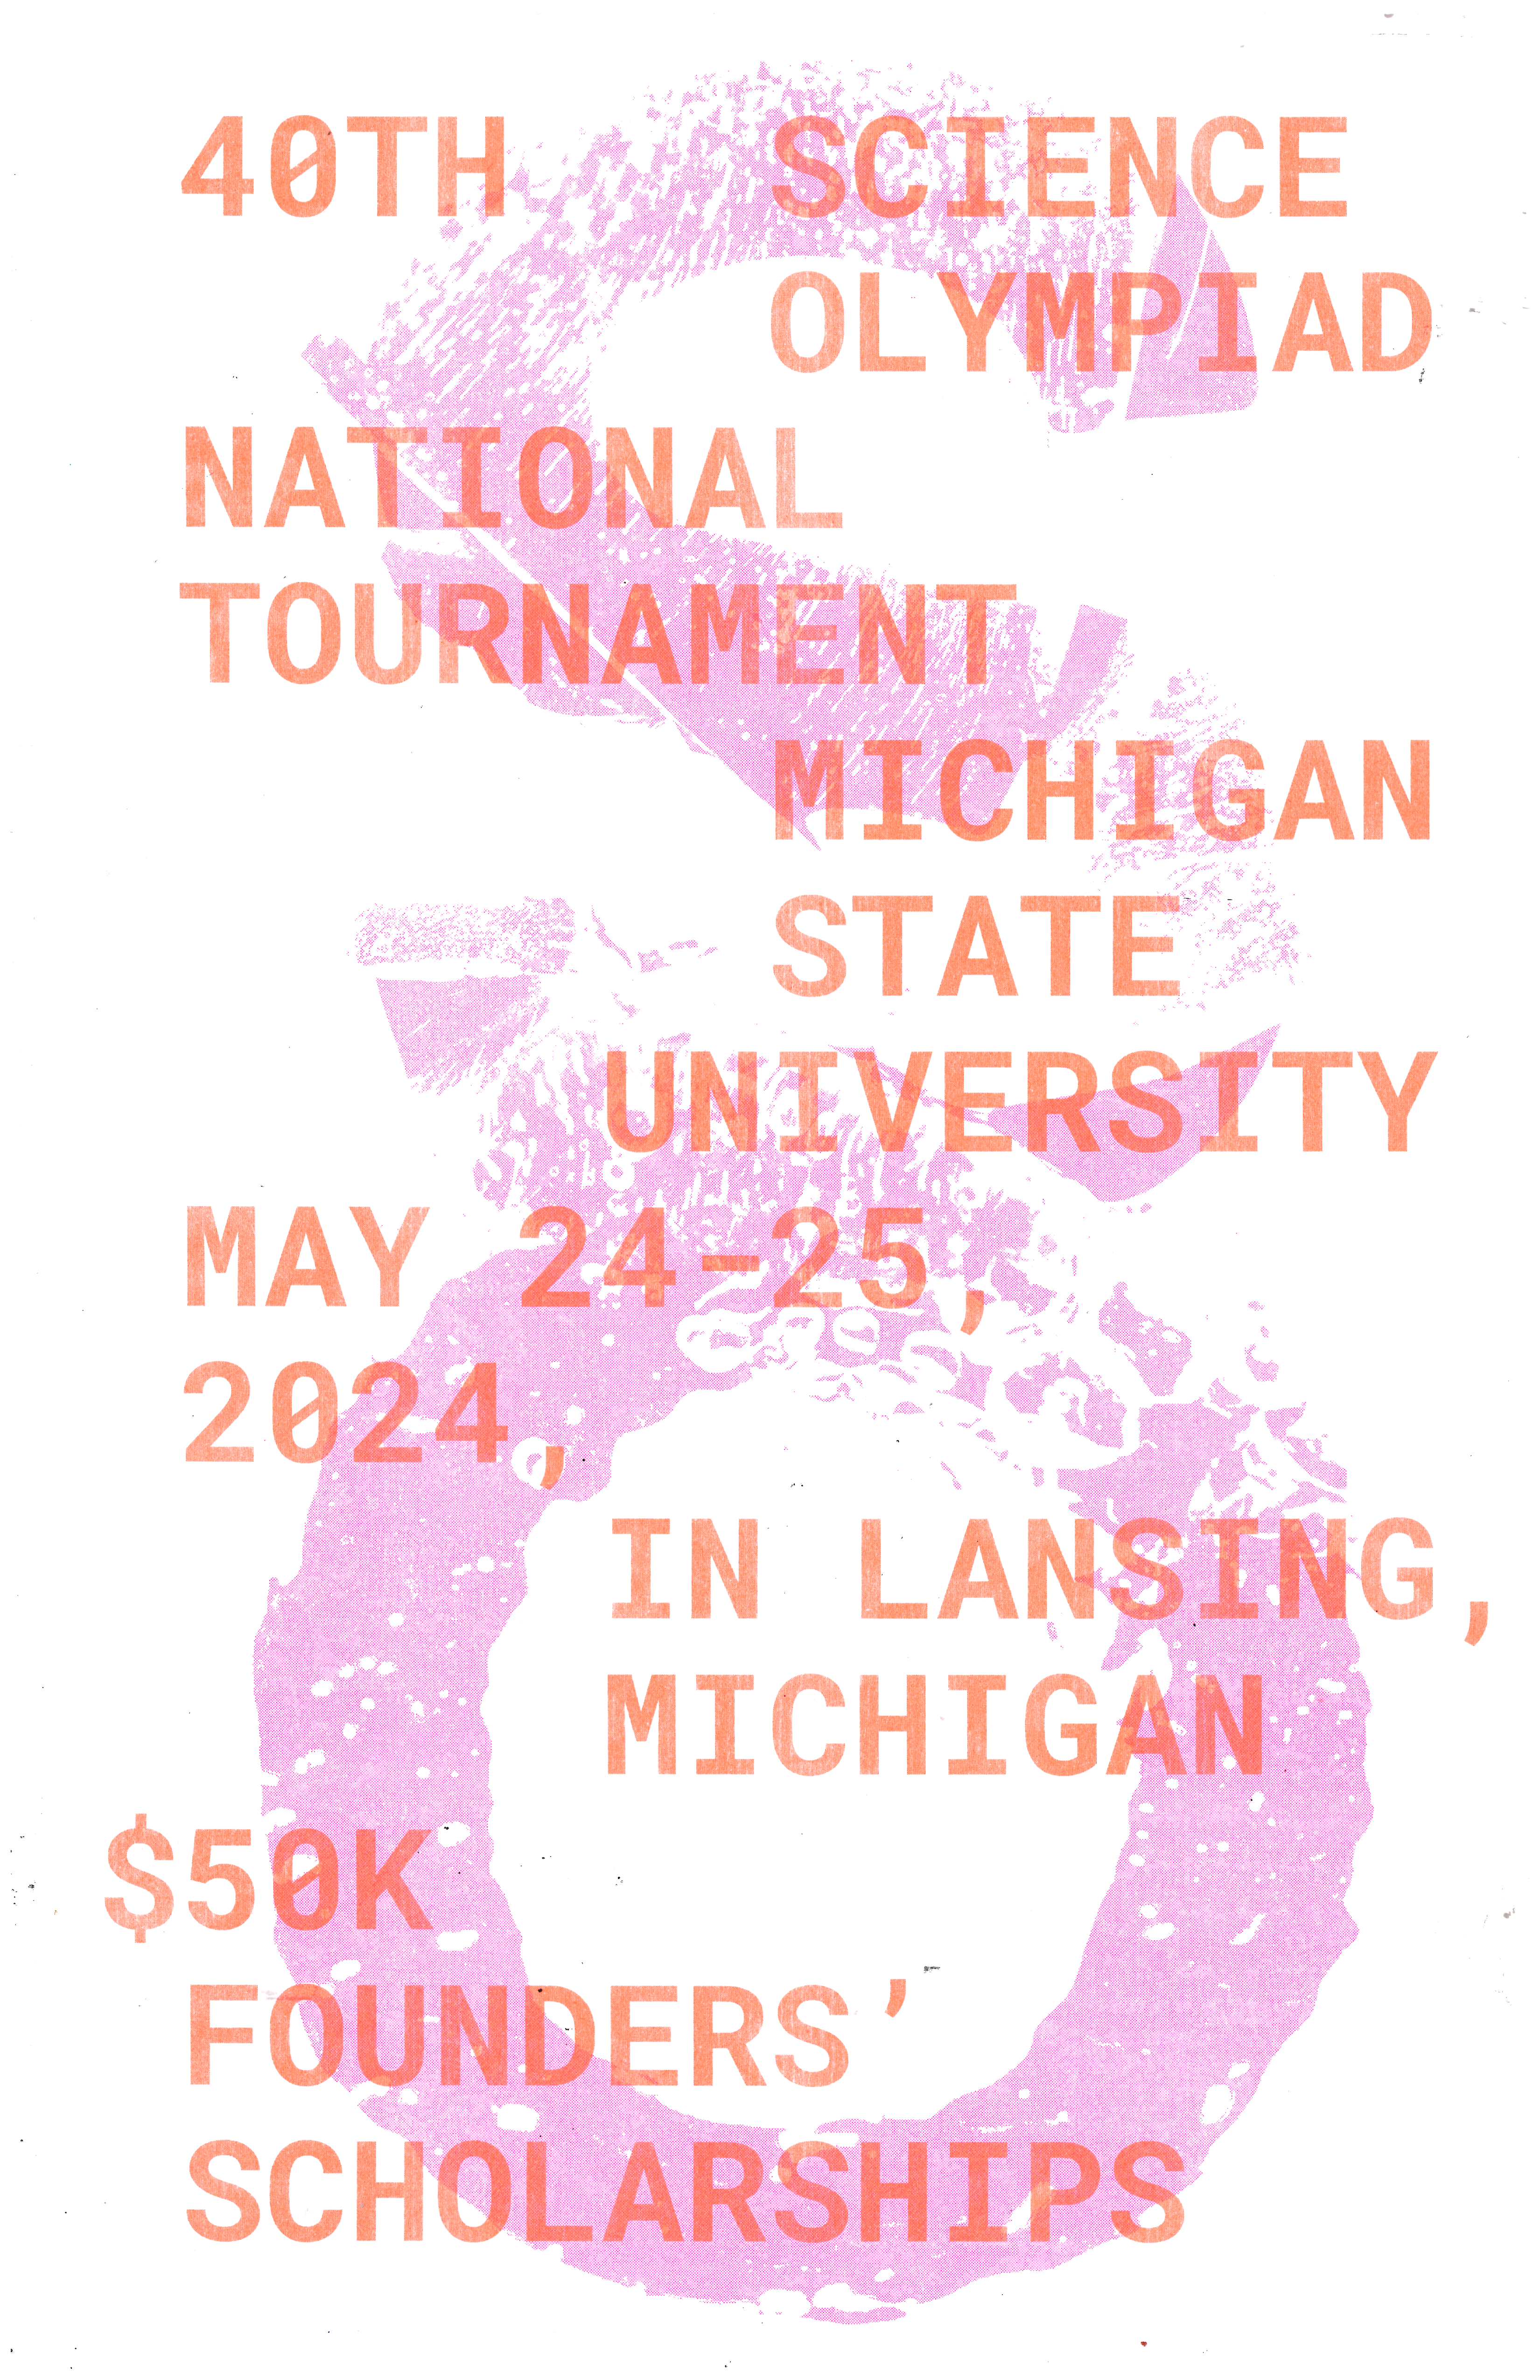 40TH SCIENCE
OLYMPIAD
NATIONAL
TOURNAMENT
MICHIGAN
STATE
UNIVERSITY
MAY 24-25,
2024,
IN LANSING,
MICHIGAN
$50K
FOUNDERS’
SCHOLARSHIPS